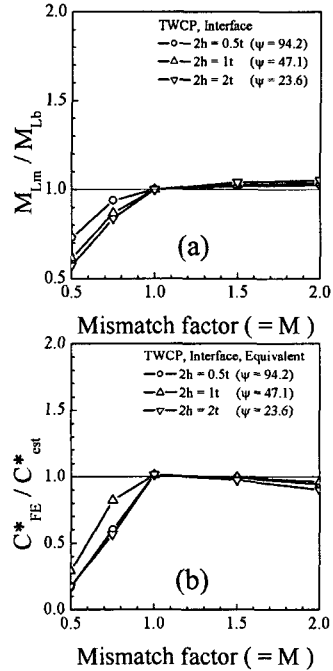 2.0
TWCP, Interface
2h = 0.5t (ψ = 94.2)
2h = 1t (ψ = 47.1)
2h = 2t (ψ = 23.6)
1.5
M_Lm / M_Lb
1.0
(a)
0.5
0.5 1.0 1.5 2.0
Mismatch factor ( = M )
2.0
TWCP, Interface, Equivalent
2h = 0.5t (ψ = 94.2)
2h = 1t (ψ = 47.1)
2h = 2t (ψ = 23.6)
1.5
C*_FE / C*_est
1.0
0.5
(b)
0.0
0.5 1.0 1.5 2.0
Mismatch factor ( = M )